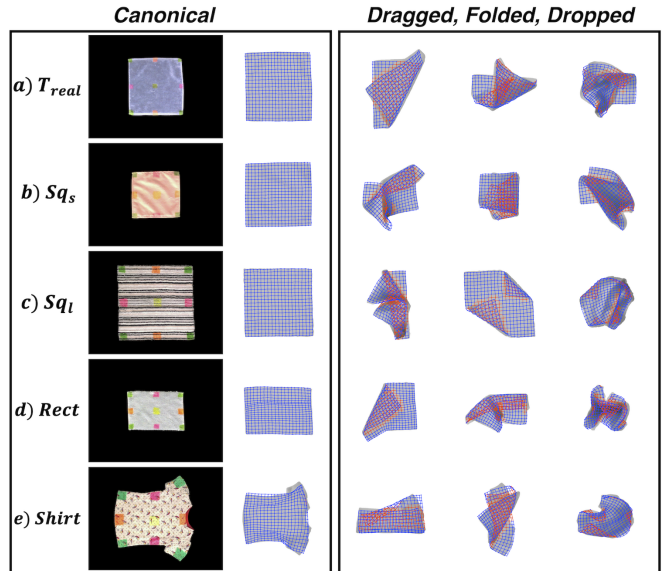 Canonical
Dragged, Folded, Dropped
a) T_real
b) Sq_s
c) Sq_l
d) Rect
e) Shirt